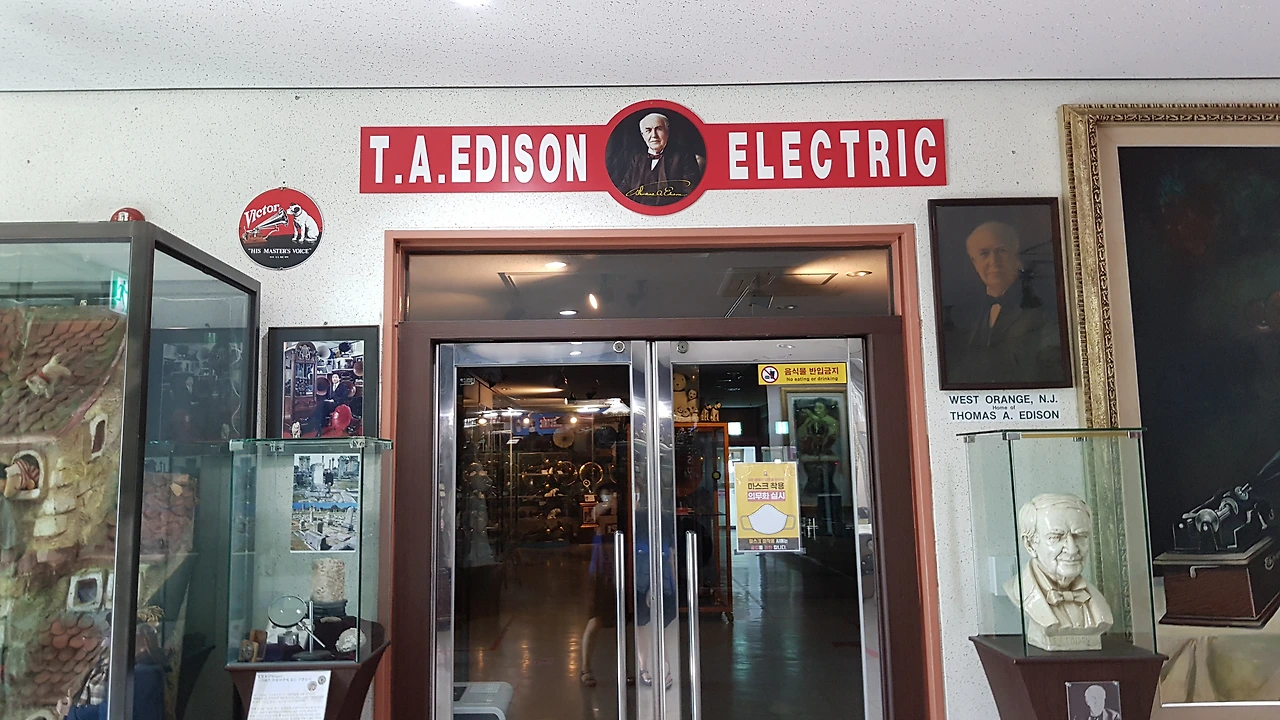 T.A.EDISON ELECTRIC
Victor
"HIS MASTER'S VOICE"
음식물 반입금지
No eating or drinking
WEST ORANGE, N.J.
Home of
THOMAS A. EDISON
마스크 착용
의무화 실시